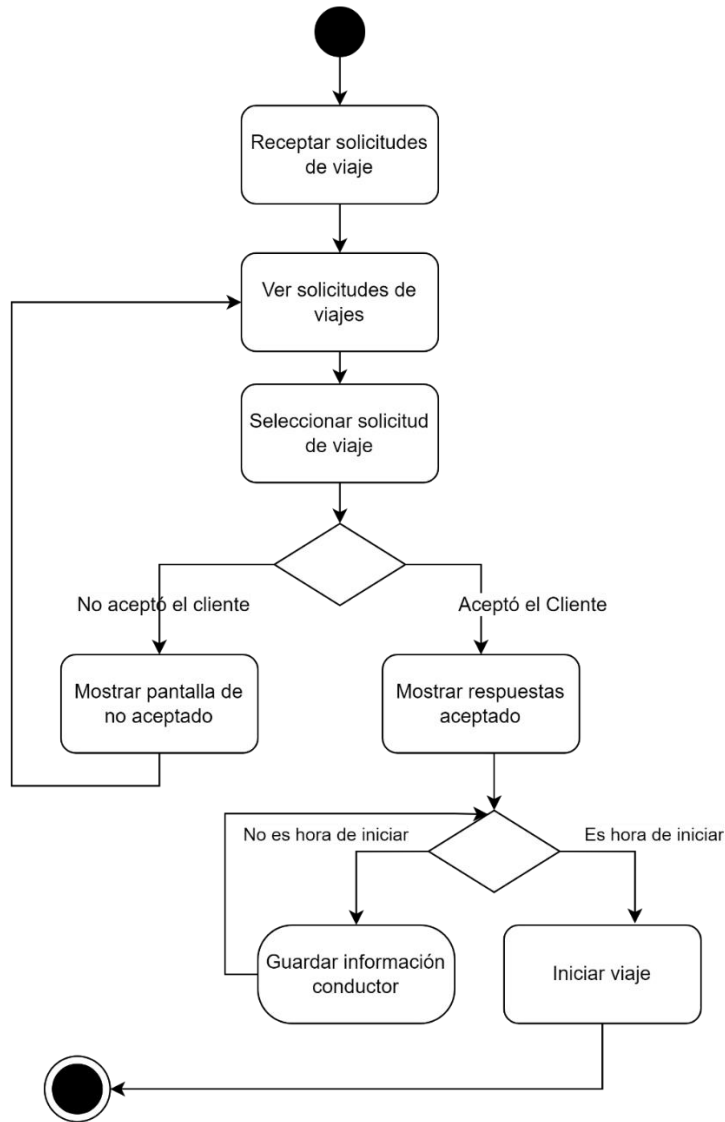 Receptar solicitudes
de viaje
Ver solicitudes de
viajes
Seleccionar solicitud
de viaje
No aceptó el cliente
Aceptó el Cliente
Mostrar pantalla de
no aceptado
Mostrar respuestas
aceptado
No es hora de iniciar
Es hora de iniciar
Guardar información
conductor
Iniciar viaje